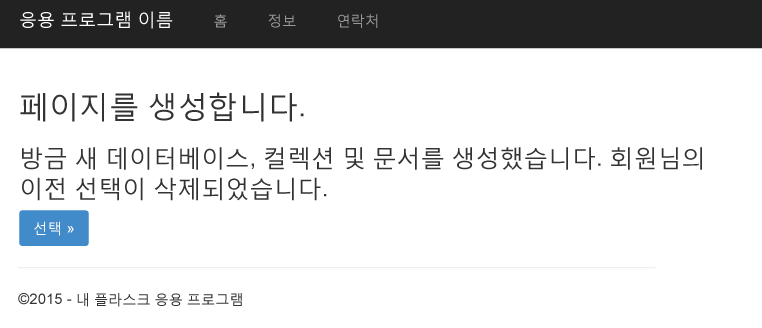 응용 프로그램 이름 홈 정보 연락처
페이지를 생성합니다.
방금 새 데이터베이스, 컬렉션 및 문서를 생성했습니다. 회원님의
이전 선택이 삭제되었습니다.
선택 »
©2015 - 내 플라스크 응용 프로그램